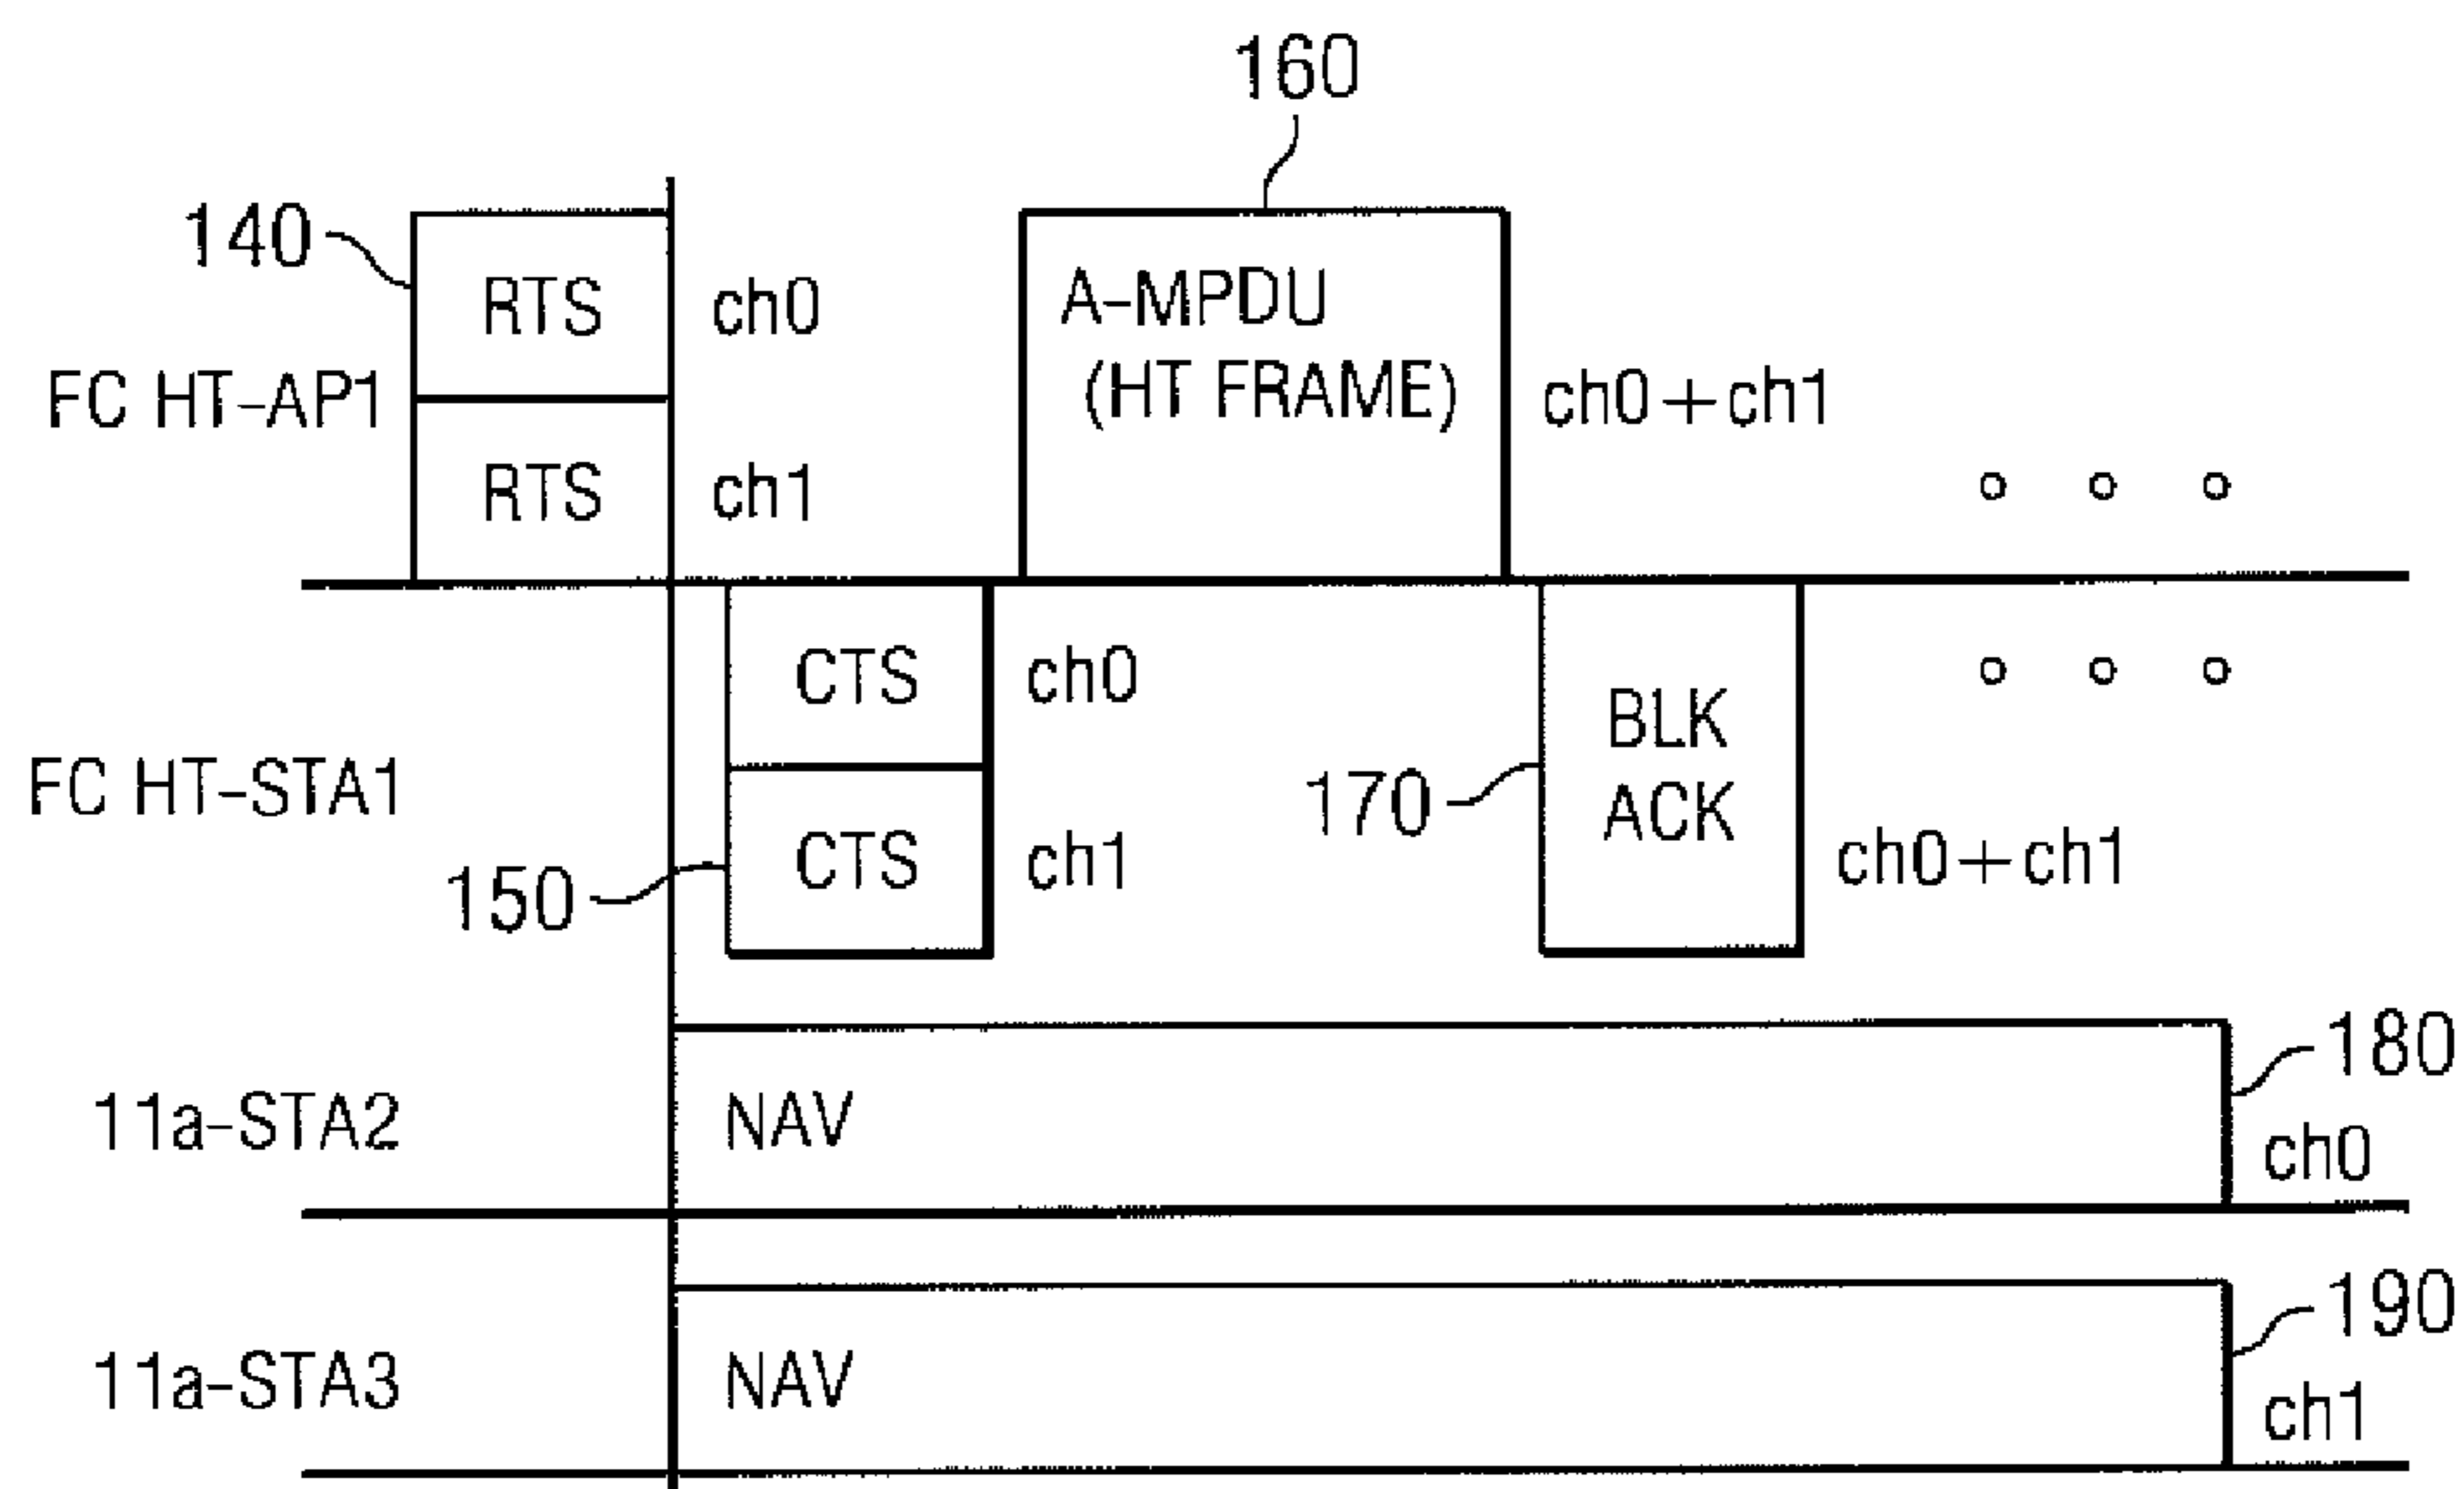 160
140
RTS
ch0
A-MPDU
(HT FRAME)
FC HT-AP1
ch0+ch1
RTS
ch1
CTS
ch0
BLK
ACK
FC HT-STA1
170
CTS
ch1
ch0+ch1
150
180
11a-STA2
NAV
ch0
190
11a-STA3
NAV
ch1